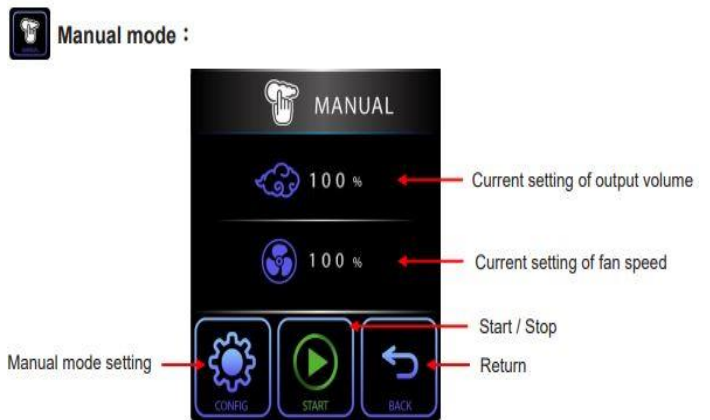 Manual mode：
MANUAL
100 %
Current setting of output volume
100 %
Current setting of fan speed
Start / Stop
Manual mode setting
Return
CONFIG
START
BACK